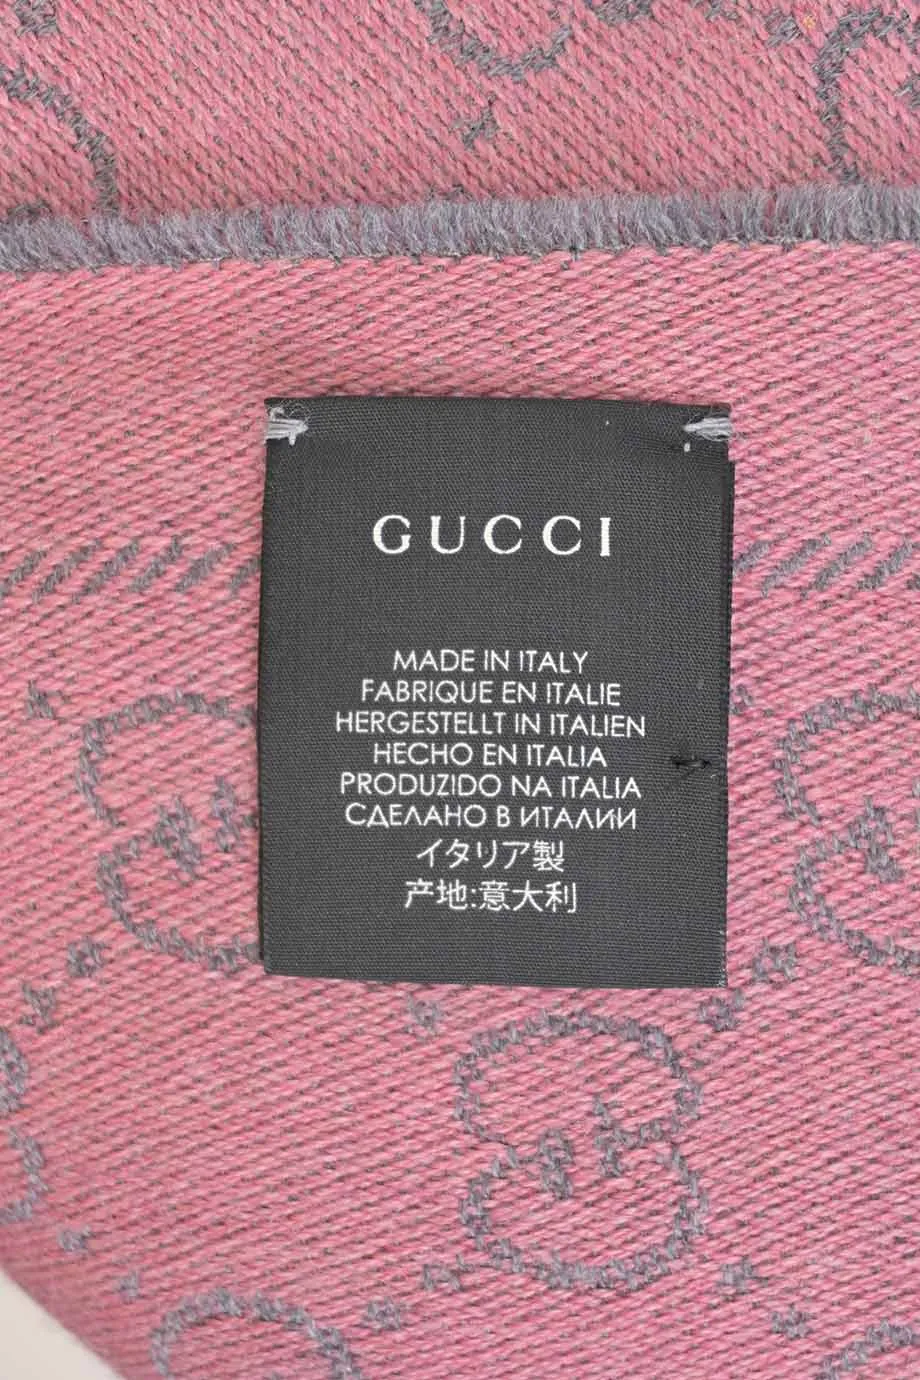 GUCCI
MADE IN ITALY
FABRIQUE EN ITALIE
HERGESTELLT IN ITALIEN
HECHO EN ITALIA
PRODUZIDO NA ITALIA
СДЕЛАНО В ИТАЛИИ
イタリア製
产地:意大利